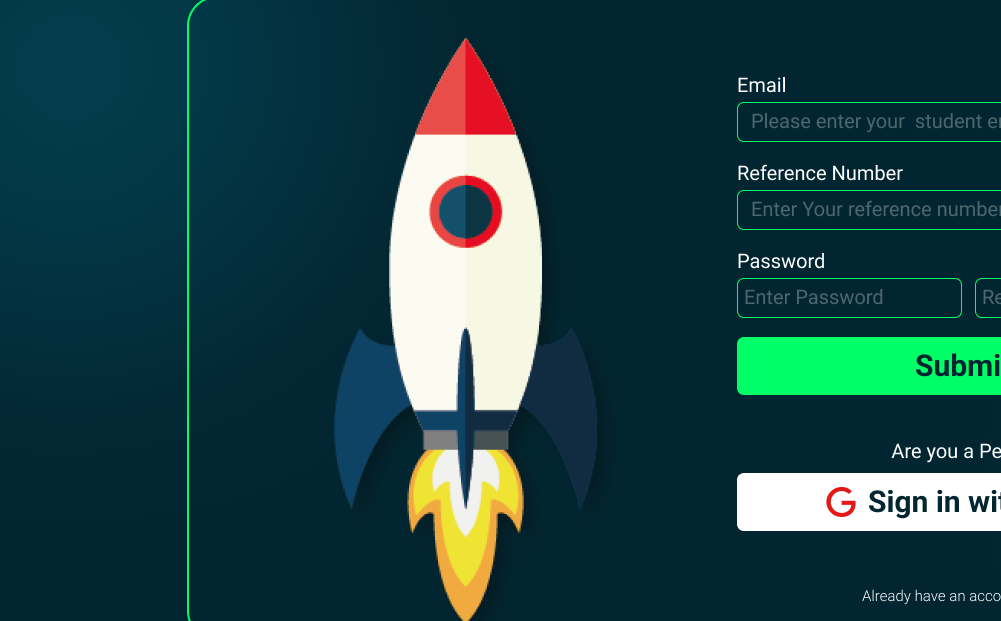 Email
Please enter your  student e
Reference Number
Enter Your reference number
Password
Enter Password Re
Submi
Are you a Pe
Sign in wit
Already have an acco